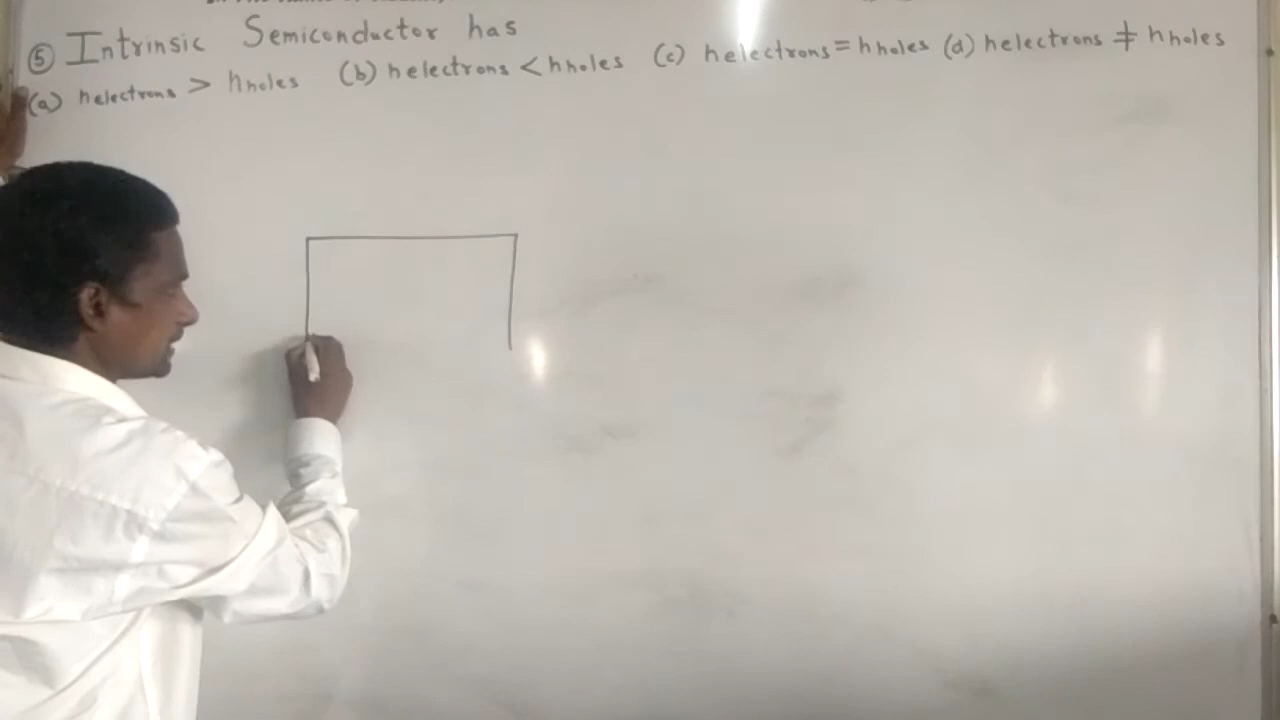 ⑤ Intrinsic Semiconductor has
(a) nelectrons > nholes (b) nelectrons < nholes (c) nelectrons = nholes (d) nelectrons ≠ nholes